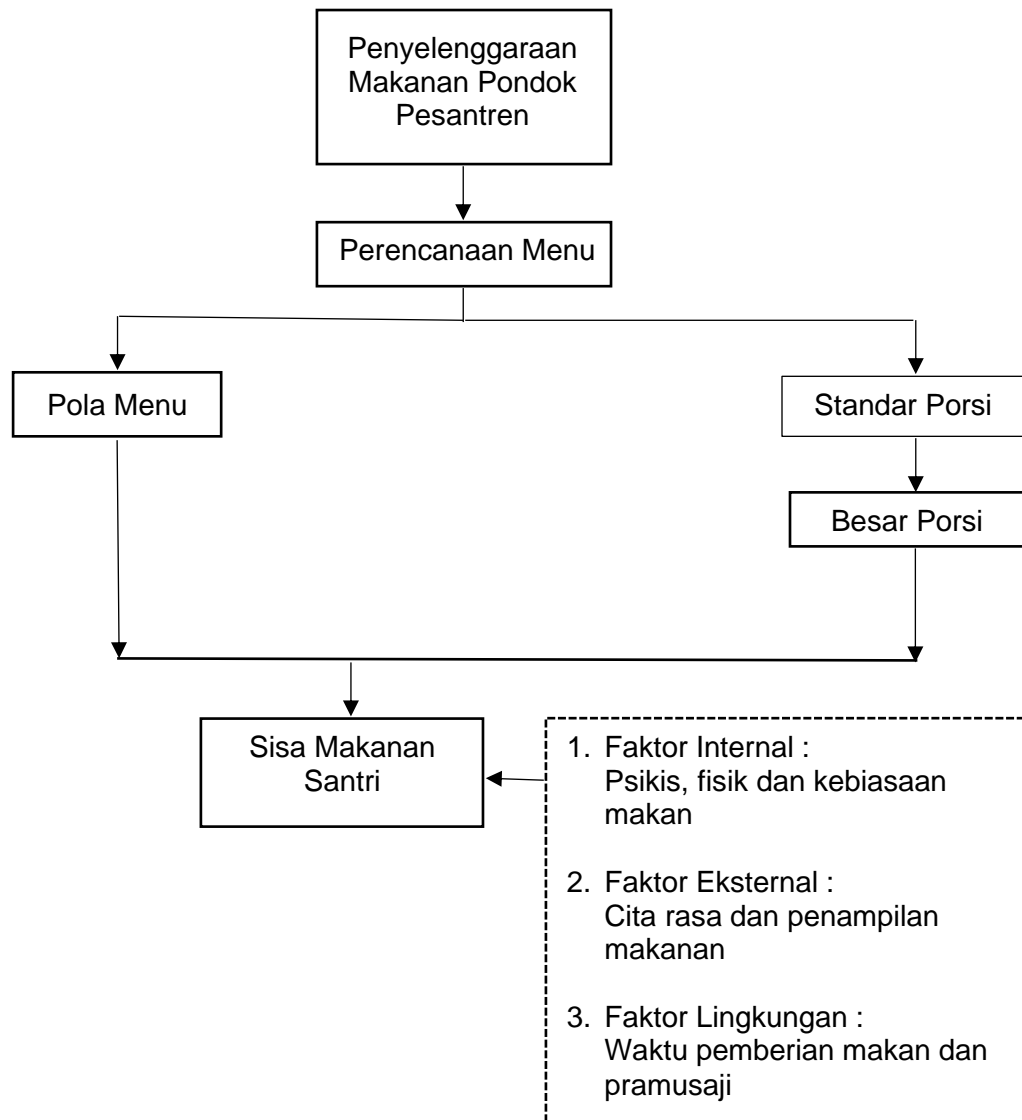 Penyelenggaraan
Makanan Pondok
Pesantren
Perencanaan Menu
Pola Menu
Standar Porsi
Besar Porsi
Sisa Makanan
Santri
1. Faktor Internal :
Psikis, fisik dan kebiasaan
makan
2. Faktor Eksternal :
Cita rasa dan penampilan
makanan
3. Faktor Lingkungan :
Waktu pemberian makan dan
pramusaji